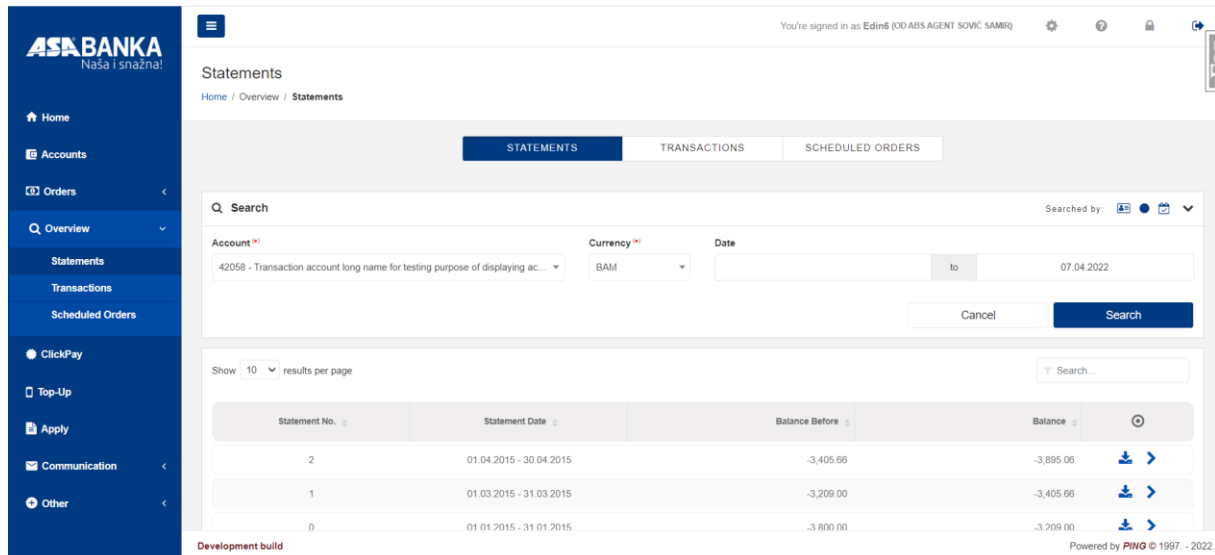 ASA BANKA
Naša i snažna!
You're signed in as Edin6 (OD ABS AGENT SOVIĆ SAMIR)
Statements
Home / Overview / Statements
Home
Accounts
Orders
Overview
Statements
Transactions
Scheduled Orders
ClickPay
Top-Up
Apply
Communication
Other
STATEMENTS TRANSACTIONS SCHEDULED ORDERS
Search Searched by:
Account (*) Currency (*) Date
42058 - Transaction account long name for testing purpose of displaying ac... BAM to 07.04.2022
Cancel Search
Show 10 results per page Search...
Statement No. Statement Date Balance Before Balance
2 01.04.2015 - 30.04.2015 -3,405.66 -3,895.06
1 01.03.2015 - 31.03.2015 -3,209.00 -3,405.66
0 01.01.2015 - 31.01.2015 -3,800.00 -3,209.00
Development build Powered by PING © 1997. - 2022.